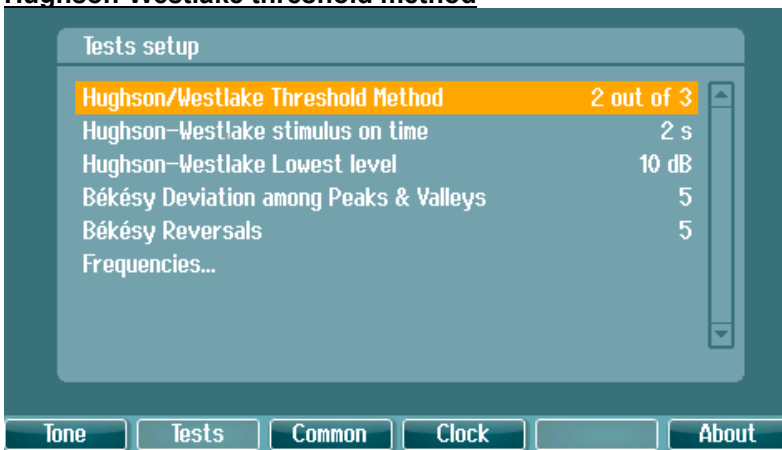 Hughson-Westlake threshold method
Tests setup
Hughson/Westlake Threshold Method 2 out of 3
Hughson-Westlake stimulus on time 2 s
Hughson-Westlake Lowest level 10 dB
Békésy Deviation among Peaks & Valleys 5
Békésy Reversals 5
Frequencies...
Tone Tests Common Clock About